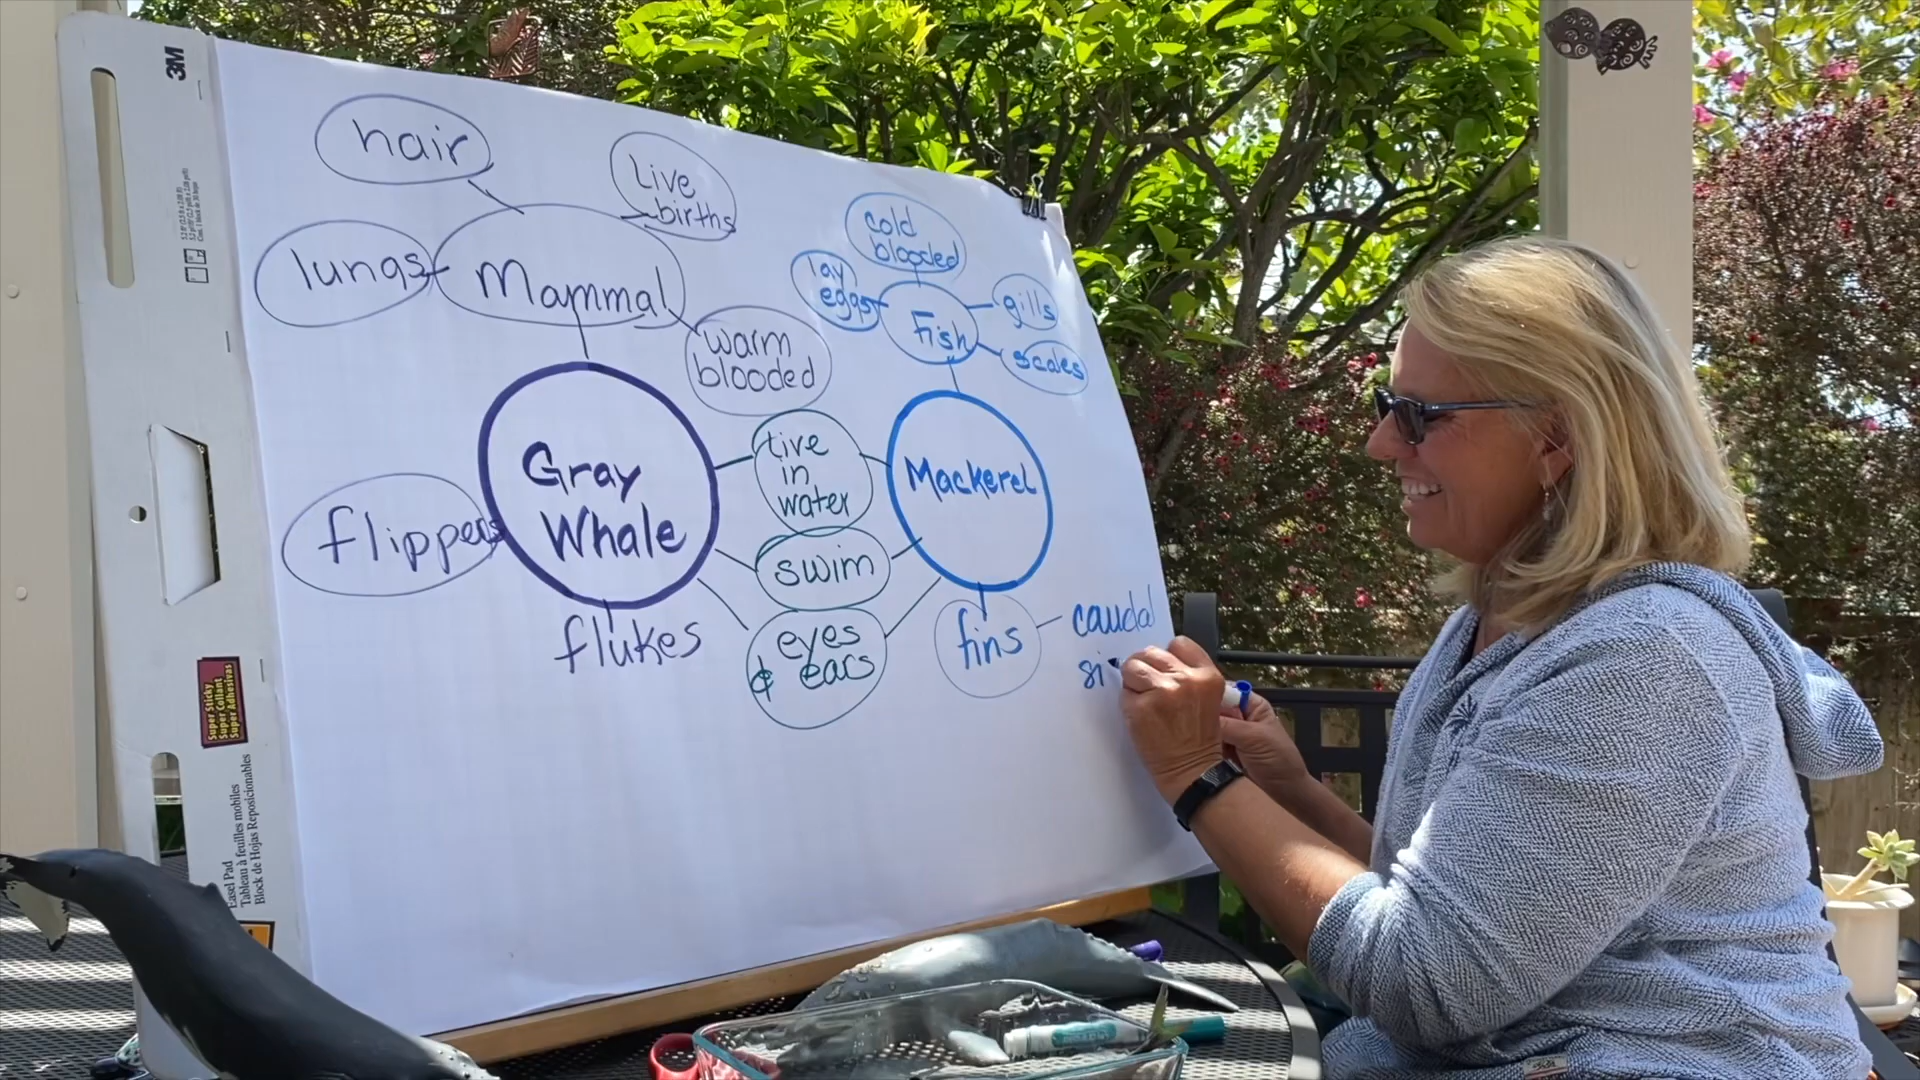 3M
hair
Live
births
lungs
Mammal
warm
blooded
cold
blooded
lay
eggs
Fish
gills
scales
Gray
Whale
live
in
water
Mackerel
flippers
swim
flukes
eyes
& ears
fins
caudal
si
Super Sticky
Super Collant
Super Adhesivas
Easel Pad
Tableau à feuilles mobiles
Block de Hojas Reposicionables